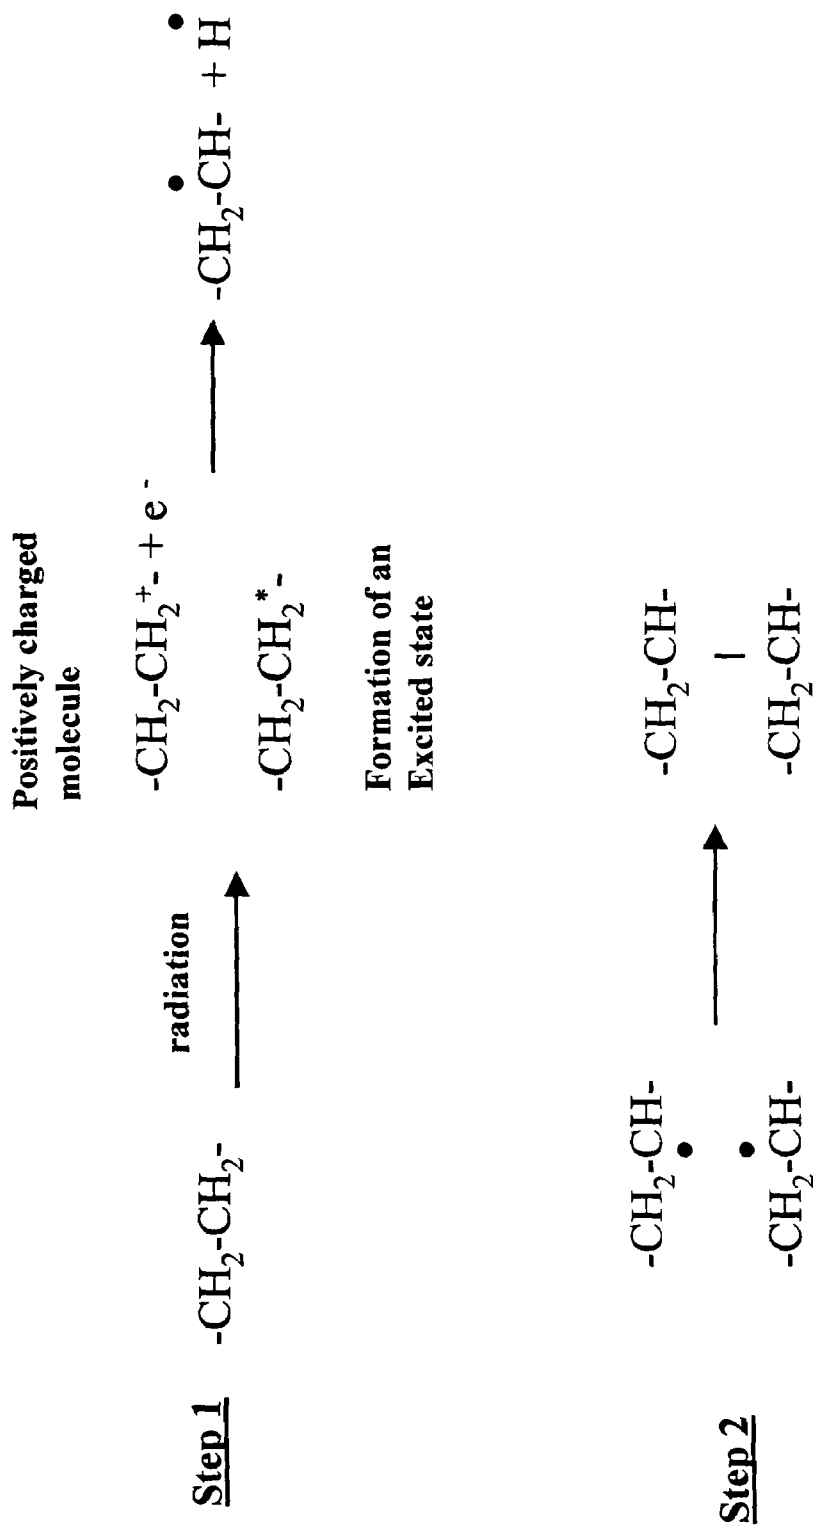 Step 1
-CH₂-CH₂-
radiation
Positively charged
molecule
-CH₂-CH₂⁺- + e⁻
-CH₂-CH₂*-
Formation of an
Excited state
• •
-CH₂-CH- + H
Step 2
-CH₂-CH-
•
•
-CH₂-CH-
-CH₂-CH-
|
-CH₂-CH-